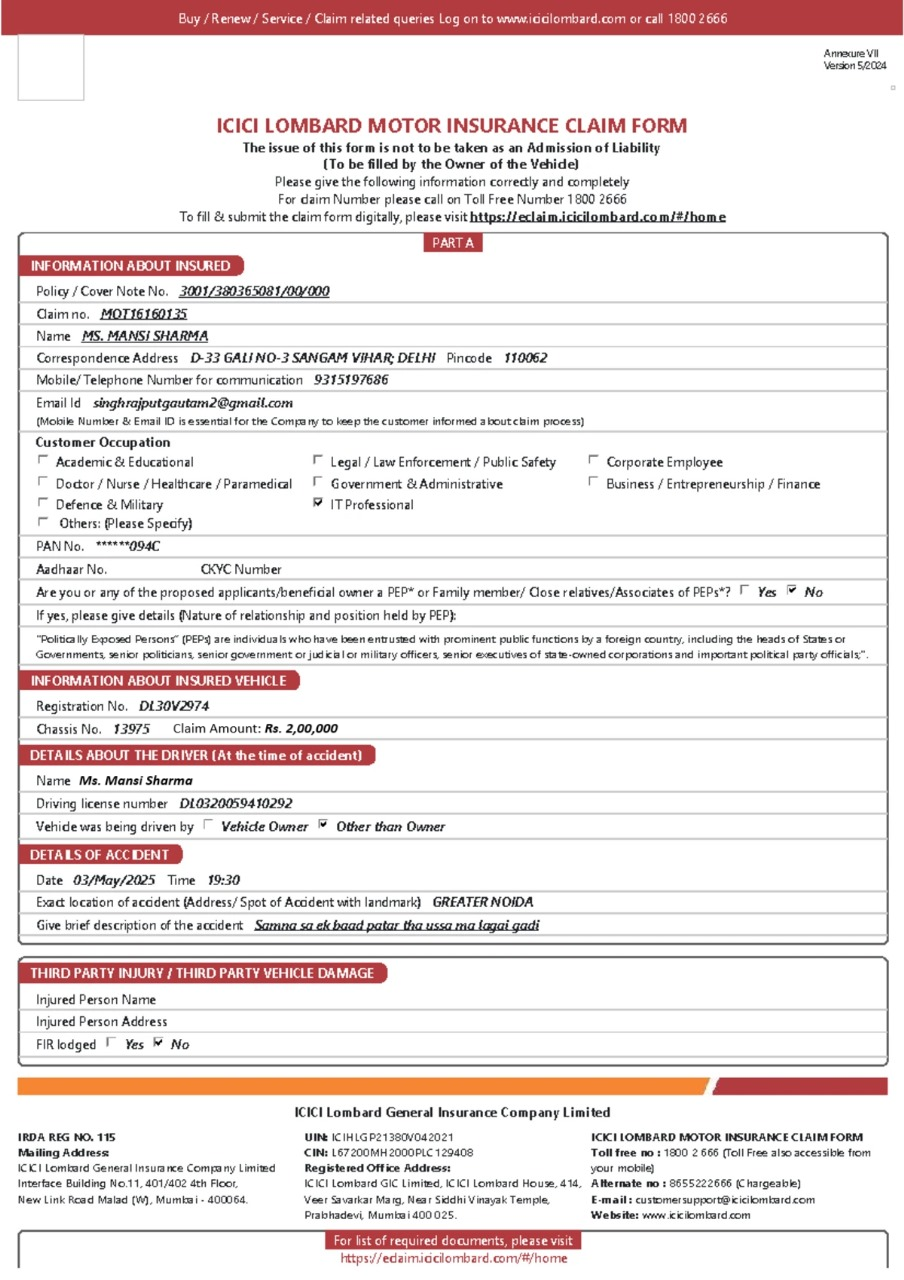 Buy / Renew / Service / Claim related queries Log on to www.icicilombard.com or call 1800 2666
Annexure VII
Version 5/2024
ICICI LOMBARD MOTOR INSURANCE CLAIM FORM
The issue of this form is not to be taken as an Admission of Liability
(To be filled by the Owner of the Vehicle)
Please give the following information correctly and completely
For claim Number please call on Toll Free Number 1800 2666
To fill & submit the claim form digitally, please visit https://eclaim.icicilombard.com/#/home
PART A
INFORMATION ABOUT INSURED
Policy / Cover Note No. 3001/380365081/00/000
Claim no. MOT16160135
Name MS. MANSI SHARMA
Correspondence Address D-33 GALI NO-3 SANGAM VIHAR; DELHI Pincode 110062
Mobile/ Telephone Number for communication 9315197686
Email Id singhrajputgautam2@gmail.com
(Mobile Number & Email ID is essential for the Company to keep the customer informed about claim process)
Customer Occupation
Academic & Educational Legal / Law Enforcement / Public Safety Corporate Employee
Doctor / Nurse / Healthcare / Paramedical Government & Administrative Business / Entrepreneurship / Finance
Defence & Military IT Professional
Others: (Please Specify)
PAN No. ******094C
Aadhaar No. CKYC Number
Are you or any of the proposed applicants/beneficial owner a PEP* or Family member/ Close relatives/Associates of PEPs*? Yes No
If yes, please give details (Nature of relationship and position held by PEP):
"Politically Exposed Persons" (PEPs) are individuals who have been entrusted with prominent public functions by a foreign country, including the heads of States or
Governments, senior politicians, senior government or judicial or military officers, senior executives of state-owned corporations and important political party officials;".
INFORMATION ABOUT INSURED VEHICLE
Registration No. DL30V2974
Chassis No. 13975 Claim Amount: Rs. 2,00,000
DETAILS ABOUT THE DRIVER (At the time of accident)
Name Ms. Mansi Sharma
Driving license number DL0320059410292
Vehicle was being driven by Vehicle Owner Other than Owner
DETAILS OF ACCIDENT
Date 03/May/2025 Time 19:30
Exact location of accident (Address/ Spot of Accident with landmark) GREATER NOIDA
Give brief description of the accident Samna sa ek baad patar tha ussa ma lagai gadi
THIRD PARTY INJURY / THIRD PARTY VEHICLE DAMAGE
Injured Person Name
Injured Person Address
FIR lodged Yes No
ICICI Lombard General Insurance Company Limited
IRDA REG NO. 115
Mailing Address:
ICICI Lombard General Insurance Company Limited
Interface Building No.11, 401/402 4th Floor,
New Link Road Malad (W), Mumbai - 400064.
UIN: ICIHLGP21380V042021
CIN: L67200MH2000PLC129408
Registered Office Address:
ICICI Lombard GIC Limited, ICICI Lombard House, 414,
Veer Savarkar Marg, Near Siddhi Vinayak Temple,
Prabhadevi, Mumbai 400 025.
ICICI LOMBARD MOTOR INSURANCE CLAIM FORM
Toll free no : 1800 2 666 (Toll Free also accessible from
your mobile)
Alternate no : 8655222666 (Chargeable)
E-mail : customersupport@icicilombard.com
Website: www.icicilombard.com
For list of required documents, please visit
https://eclaim.icicilombard.com/#/home